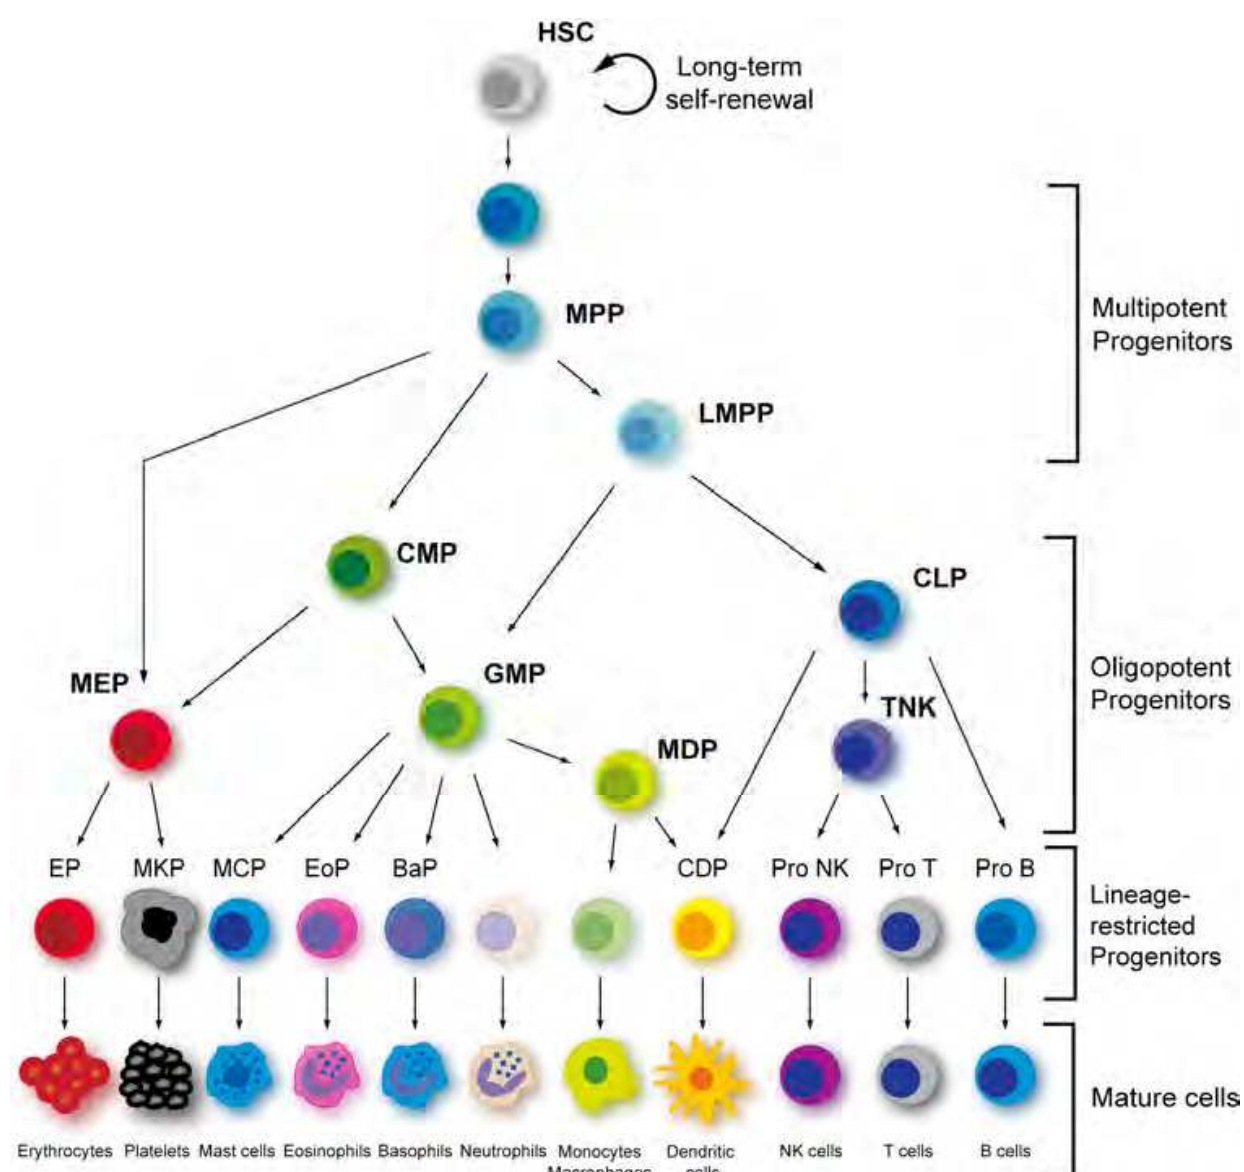 HSC
Long-term
self-renewal
MPP
Multipotent
Progenitors
LMPP
CMP
CLP
Oligopotent
Progenitors
MEP
GMP
TNK
MDP
EP MKP MCP EoP BaP CDP Pro NK Pro T Pro B
Lineage-
restricted
Progenitors
Mature cells
Erythrocytes Platelets Mast cells Eosinophils Basophils Neutrophils Monocytes Dendritic NK cells T cells B cells
Macrophages cells